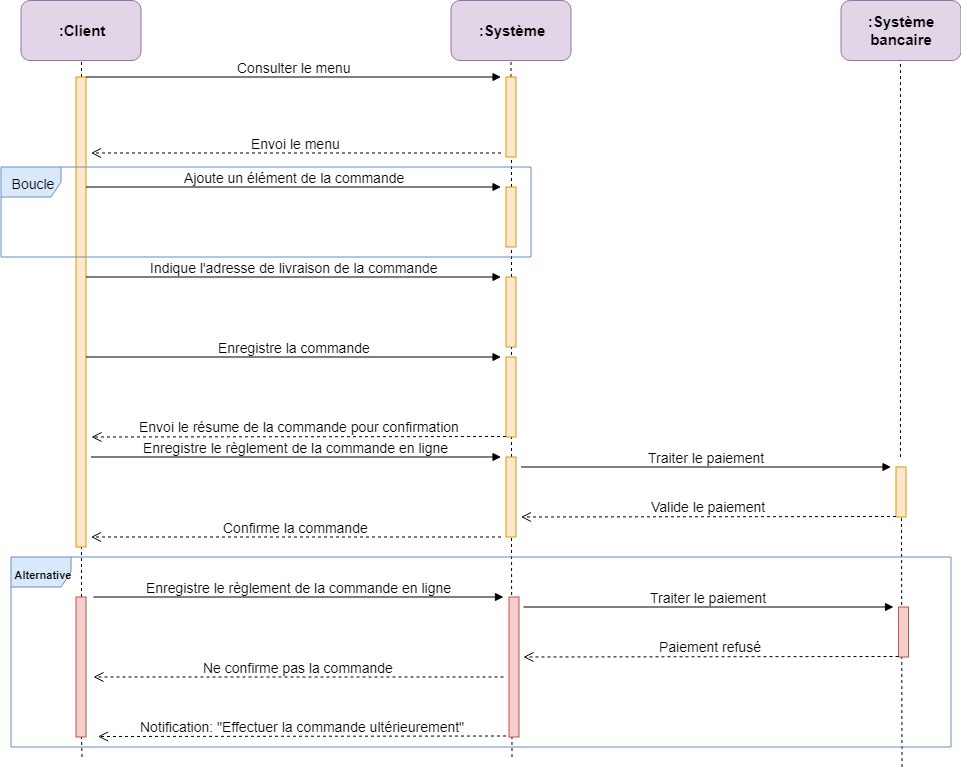 :Client
:Système
:Système
bancaire
Consulter le menu
Envoi le menu
Boucle
Ajoute un élément de la commande
Indique l'adresse de livraison de la commande
Enregistre la commande
Envoi le résume de la commande pour confirmation
Enregistre le règlement de la commande en ligne
Traiter le paiement
Valide le paiement
Confirme la commande
Alternative
Enregistre le règlement de la commande en ligne
Traiter le paiement
Paiement refusé
Ne confirme pas la commande
Notification: "Effectuer la commande ultérieurement"